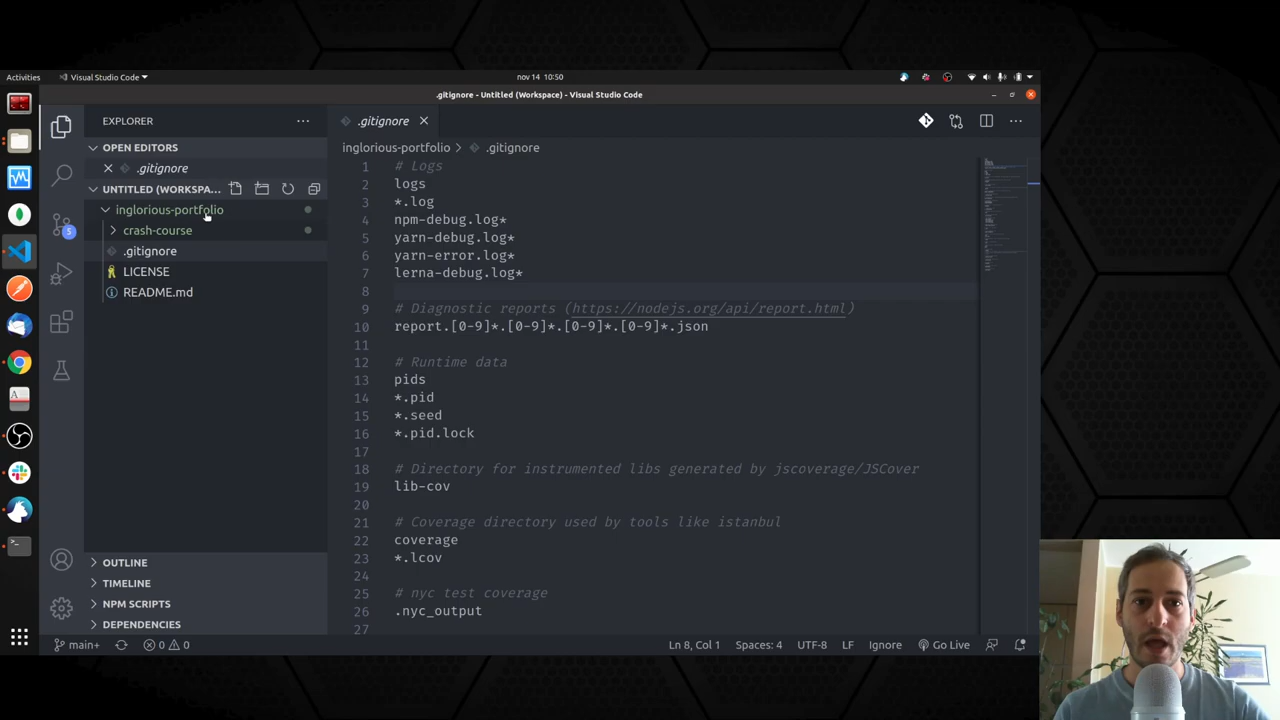 Activities
Visual Studio Code
nov 14 10:50
.gitignore - Untitled (Workspace) - Visual Studio Code
EXPLORER
.gitignore
OPEN EDITORS
.gitignore
UNTITLED (WORKSPA...
inglorious-portfolio
crash-course
.gitignore
LICENSE
README.md
OUTLINE
TIMELINE
NPM SCRIPTS
DEPENDENCIES
5
inglorious-portfolio > .gitignore
1 # Logs
2 logs
3 *.log
4 npm-debug.log*
5 yarn-debug.log*
6 yarn-error.log*
7 lerna-debug.log*
8
9 # Diagnostic reports (https://nodejs.org/api/report.html)
10 report.[0-9]*.[0-9]*.[0-9]*.[0-9]*.json
11
12 # Runtime data
13 pids
14 *.pid
15 *.seed
16 *.pid.lock
17
18 # Directory for instrumented libs generated by jscoverage/JSCover
19 lib-cov
20
21 # Coverage directory used by tools like istanbul
22 coverage
23 *.lcov
24
25 # nyc test coverage
26 .nyc_output
27
main+
0 0
Ln 8, Col 1
Spaces: 4
UTF-8
LF
Ignore
Go Live